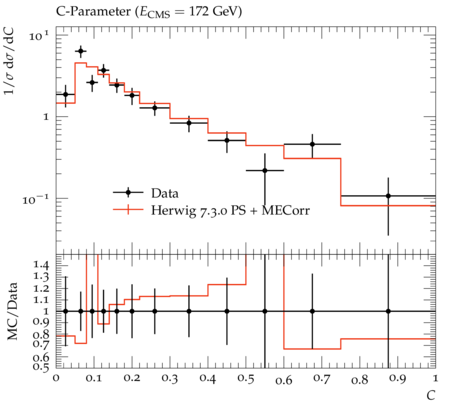 C-Parameter (E_CMS = 172 GeV)
1/σ dσ/dC
10¹
1
10⁻¹
Data
Herwig 7.3.0 PS + MECorr
MC/Data
1.4
1.3
1.2
1.1
1
0.9
0.8
0.7
0.6
0.5
0 0.1 0.2 0.3 0.4 0.5 0.6 0.7 0.8 0.9 1
C